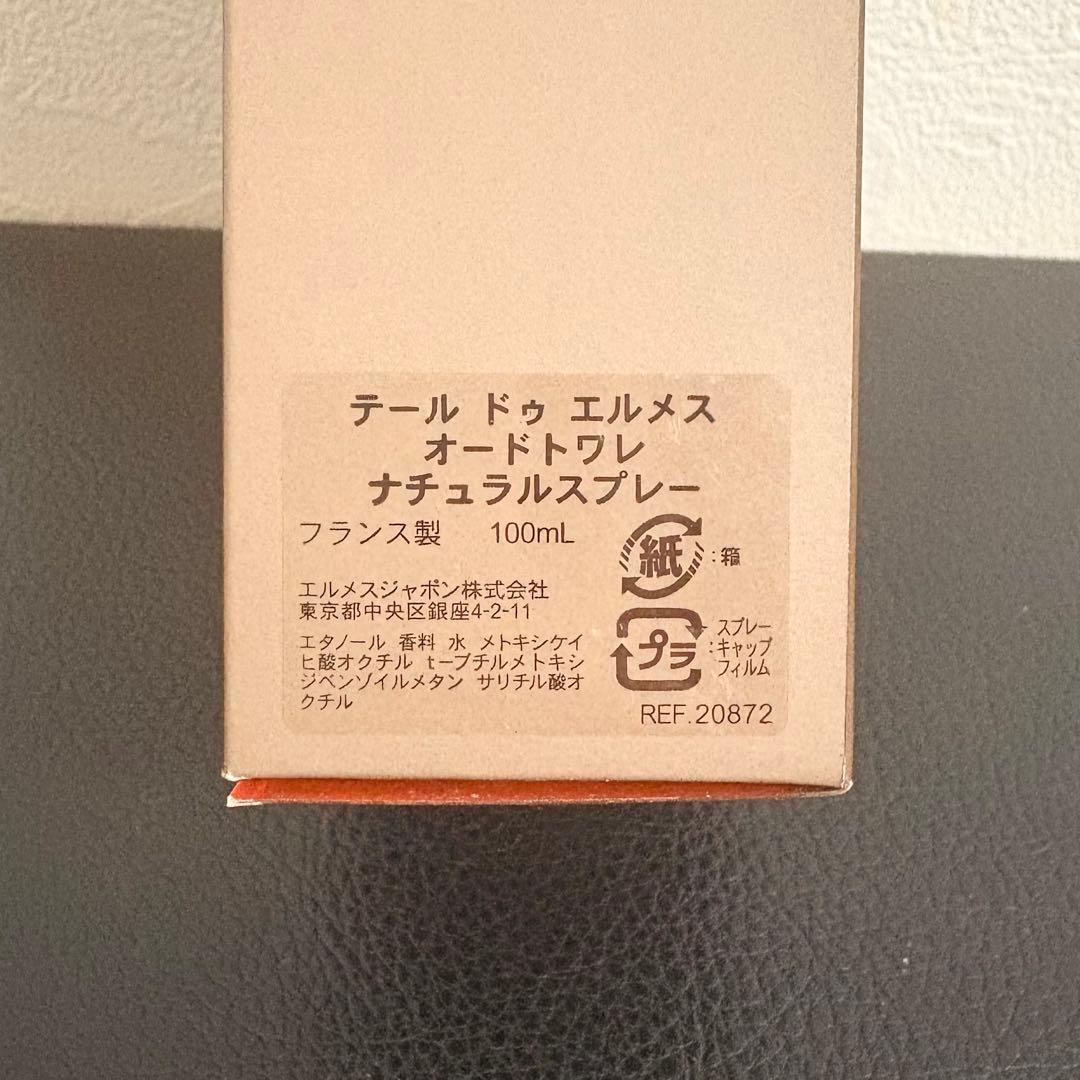 テール ドゥ エルメス
オードトワレ
ナチュラルスプレー
フランス製 100mL
紙 :箱
エルメスジャポン株式会社
東京都中央区銀座4-2-11
エタノール 香料 水 メトキシケイ
ヒ酸オクチル t-ブチルメトキシ
ジベンゾイルメタン サリチル酸オ
クチル
プラ :スプレー
キャップ
フィルム
REF.20872